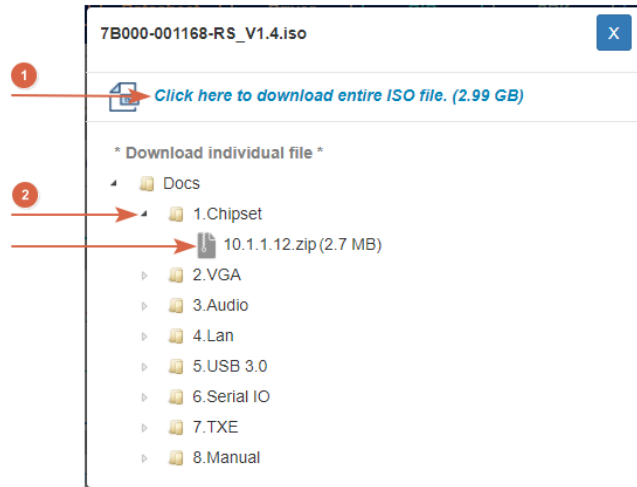 7B000-001168-RS_V1.4.iso
X
1
Click here to download entire ISO file. (2.99 GB)
* Download individual file *
Docs
2
1.Chipset
10.1.1.12.zip (2.7 MB)
2.VGA
3.Audio
4.Lan
5.USB 3.0
6.Serial IO
7.TXE
8.Manual